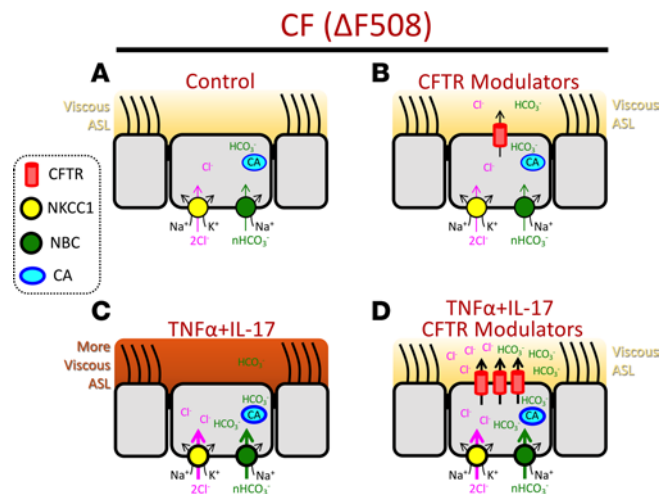 CF (ΔF508)
A
Control
Viscous
ASL
HCO₃⁻
Cl⁻
CA
Na⁺
K⁺
Na⁺
2Cl⁻
nHCO₃⁻
B
CFTR Modulators
Cl⁻
HCO₃⁻
Viscous
ASL
HCO₃⁻
Cl⁻
CA
Na⁺
K⁺
Na⁺
2Cl⁻
nHCO₃⁻
CFTR
NKCC1
NBC
CA
C
TNFα+IL-17
More
Viscous
ASL
HCO₃⁻
HCO₃⁻
Cl⁻
Cl⁻
HCO₃⁻
CA
Na⁺
K⁺
Na⁺
2Cl⁻
nHCO₃⁻
D
TNFα+IL-17
CFTR Modulators
Cl⁻
Cl⁻
Cl⁻
HCO₃⁻
HCO₃⁻
Cl⁻
HCO₃⁻
Cl⁻
HCO₃⁻
Viscous
ASL
HCO₃⁻
Cl⁻
Cl⁻
HCO₃⁻
CA
Na⁺
K⁺
Na⁺
2Cl⁻
nHCO₃⁻